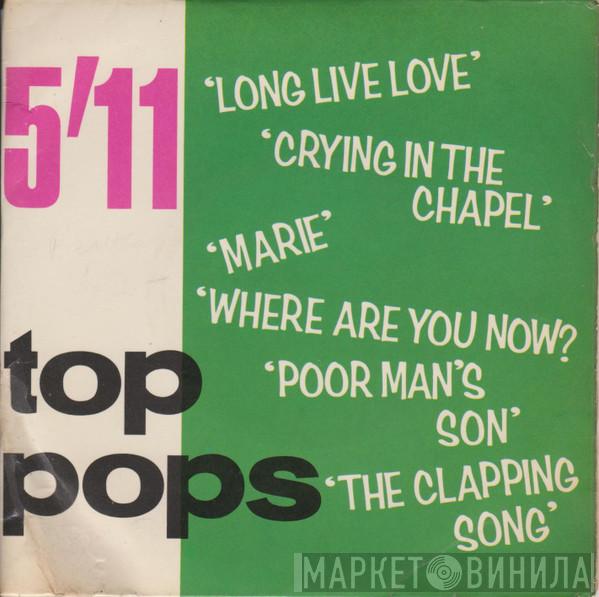 5'11
'LONG LIVE LOVE'
'CRYING IN THE
CHAPEL'
'MARIE'
'WHERE ARE YOU NOW?
'POOR MAN'S
SON'
'THE CLAPPING
SONG'
top
pops
МАРКЕТ ВИНИЛА